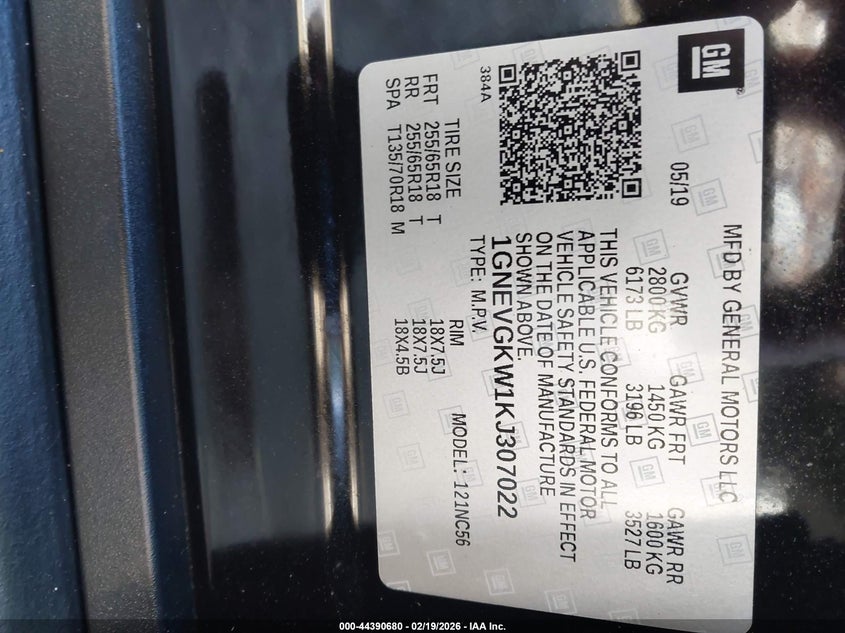 GM
MFD BY GENERAL MOTORS LLC
05/19
GVWR GAWR FRT GAWR RR
2800 KG 1450 KG 1600 KG
6173 LB 3196 LB 3527 LB
THIS VEHICLE CONFORMS TO ALL
APPLICABLE U.S. FEDERAL MOTOR
VEHICLE SAFETY STANDARDS IN EFFECT
ON THE DATE OF MANUFACTURE
SHOWN ABOVE.
1GNEVGKW1KJ307022
384A
TYPE: M.P.V. MODEL: 121NC56
TIRE SIZE RIM
FRT 255/65R18 T 18X7.5J
RR 255/65R18 T 18X7.5J
SPA T135/70R18 M 18X4.5B
000-44390680 - 02/19/2026 - IAA Inc.